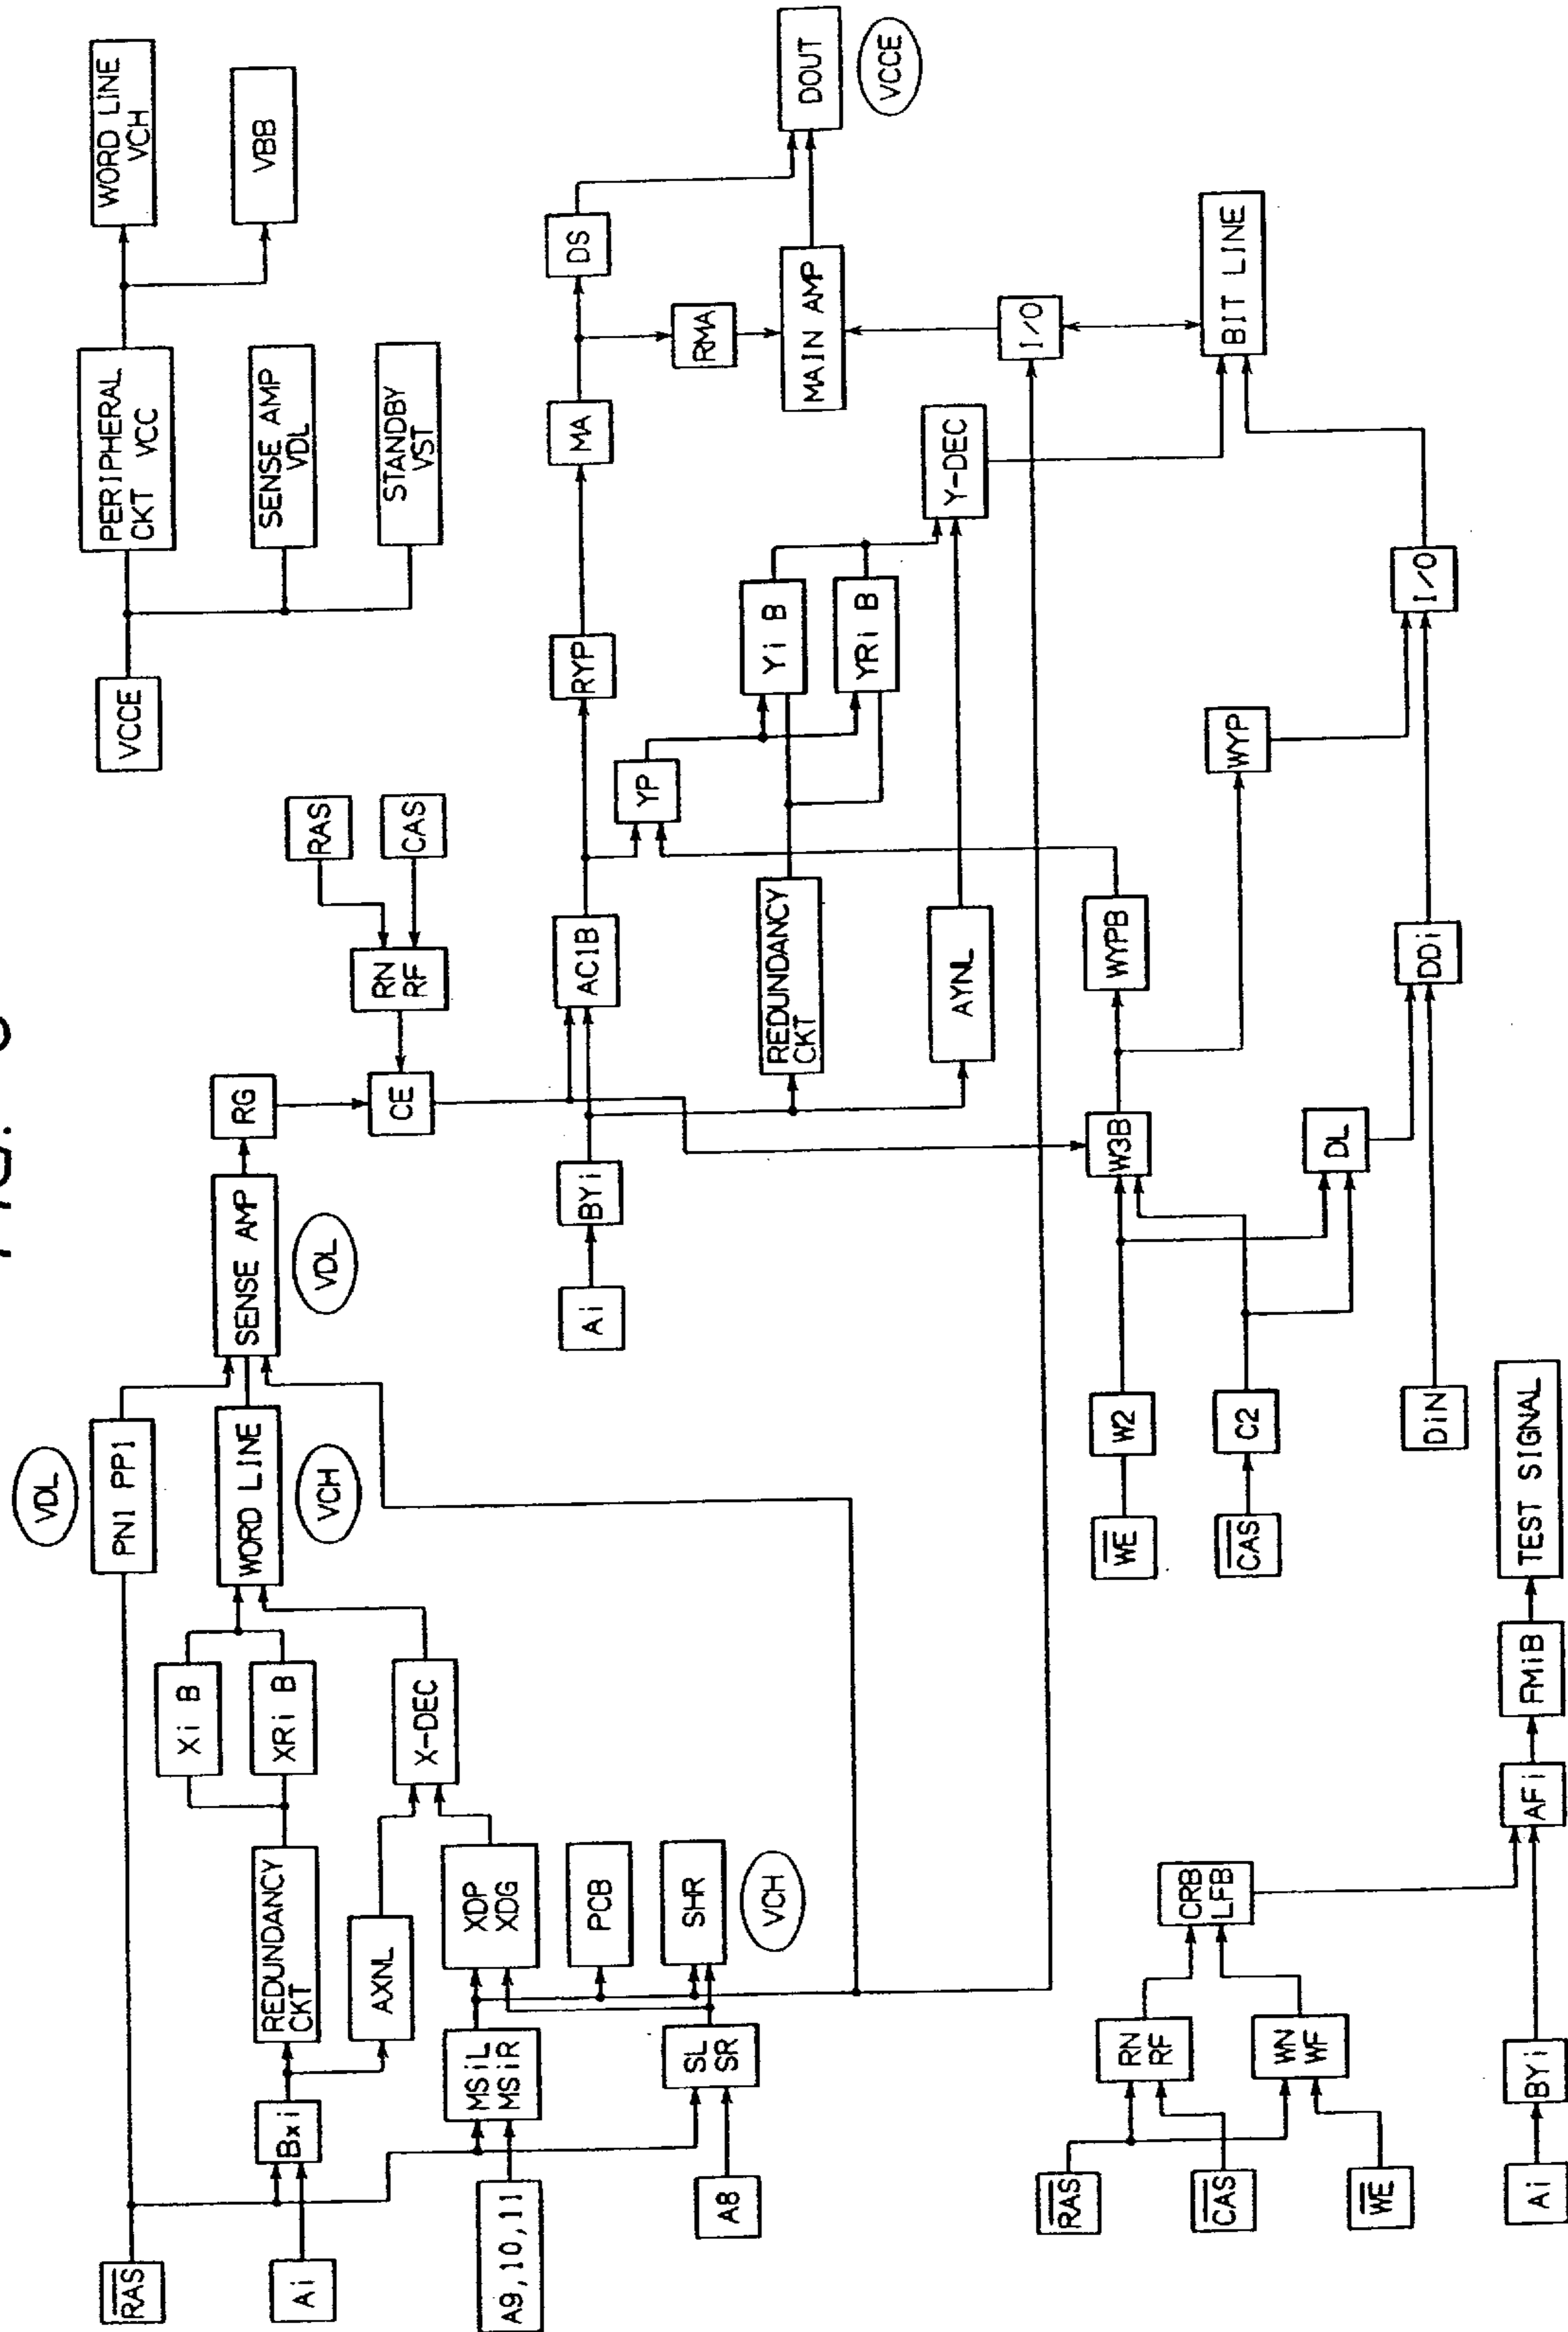 VCCE
PERIPHERAL
CKT VCC
WORD LINE
VCH
SENSE AMP
VDL
VBB
STANDBY
VST
VDL
PN1 PP1
RAS
Xi B
XRi B
WORD LINE
VCH
SENSE AMP
VDL
RG
RAS
CAS
RN
RF
CE
Ai
Bxi
REDUNDANCY
CKT
AXNL
X-DEC
A9,10,11
MSiL
MSiR
XDP
XDG
PCB
A8
SL
SR
SHR
VCH
Ai
BYi
AC1B
RYP
MA
DS
YP
RMA
DOUT
VCCE
REDUNDANCY
CKT
Yi B
YRi B
MAIN AMP
AYNL
Y-DEC
I/O
WE
W2
W3B
WYPB
WYP
BIT LINE
CAS
C2
DL
DiN
DDi
I/O
RAS
CAS
WE
RN
RF
WN
WF
CRB
LFB
Ai
BYi
AFi
FMiB
TEST SIGNAL